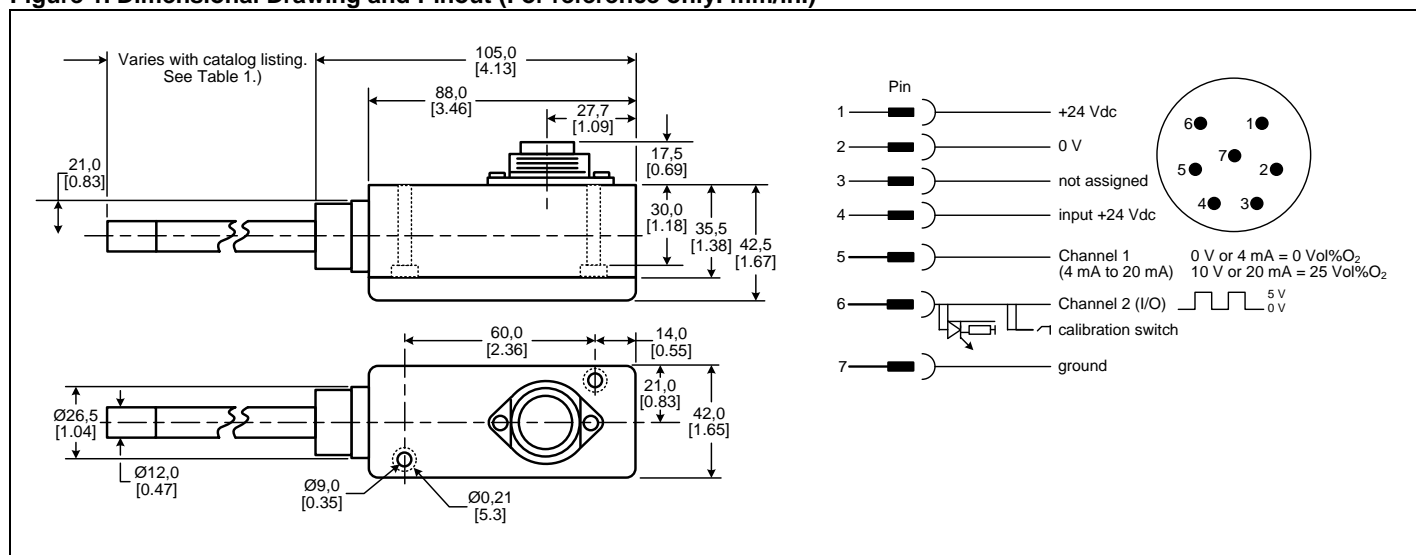 Figure 1. Dimensional Drawing and Pinout (For reference only: mm/in.)
Varies with catalog listing.
See Table 1.)
105,0
[4.13]
88,0
[3.46]
27,7
[1.09]
17,5
[0.69]
21,0
[0.83]
30,0
[1.18]
35,5
[1.38]
42,5
[1.67]
60,0
[2.36]
14,0
[0.55]
21,0
[0.83]
42,0
[1.65]
Ø26,5
[1.04]
Ø12,0
[0.47]
Ø9,0
[0.35]
Ø0,21
[5.3]
Pin
1 +24 Vdc
2 0 V
3 not assigned
4 input +24 Vdc
5 Channel 1 0 V or 4 mA = 0 Vol%O₂
(4 mA to 20 mA) 10 V or 20 mA = 25 Vol%O₂
6 Channel 2 (I/O) 5 V
0 V
calibration switch
7 ground
6 1
7
5 2
4 3